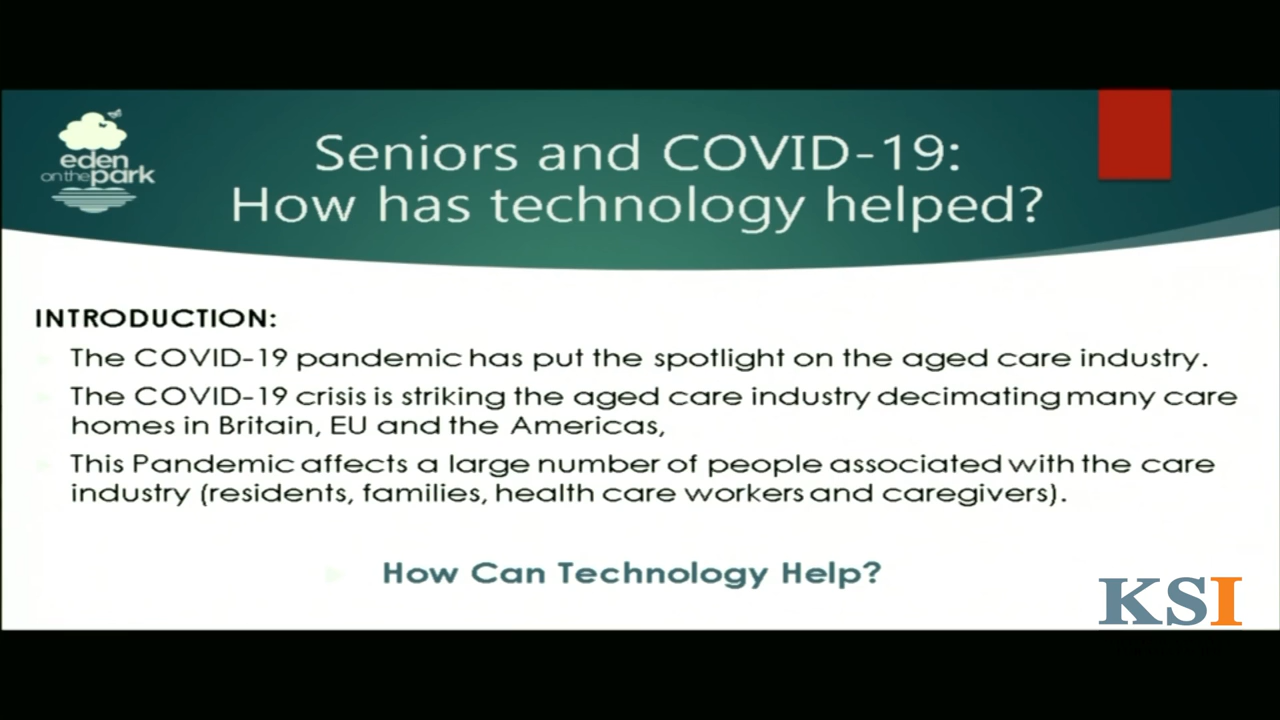 eden
on the park
Seniors and COVID-19:
How has technology helped?
INTRODUCTION:
The COVID-19 pandemic has put the spotlight on the aged care industry.
The COVID-19 crisis is striking the aged care industry decimating many care
homes in Britain, EU and the Americas,
This Pandemic affects a large number of people associated with the care
industry (residents, families, health care workers and caregivers).
How Can Technology Help?
KSI